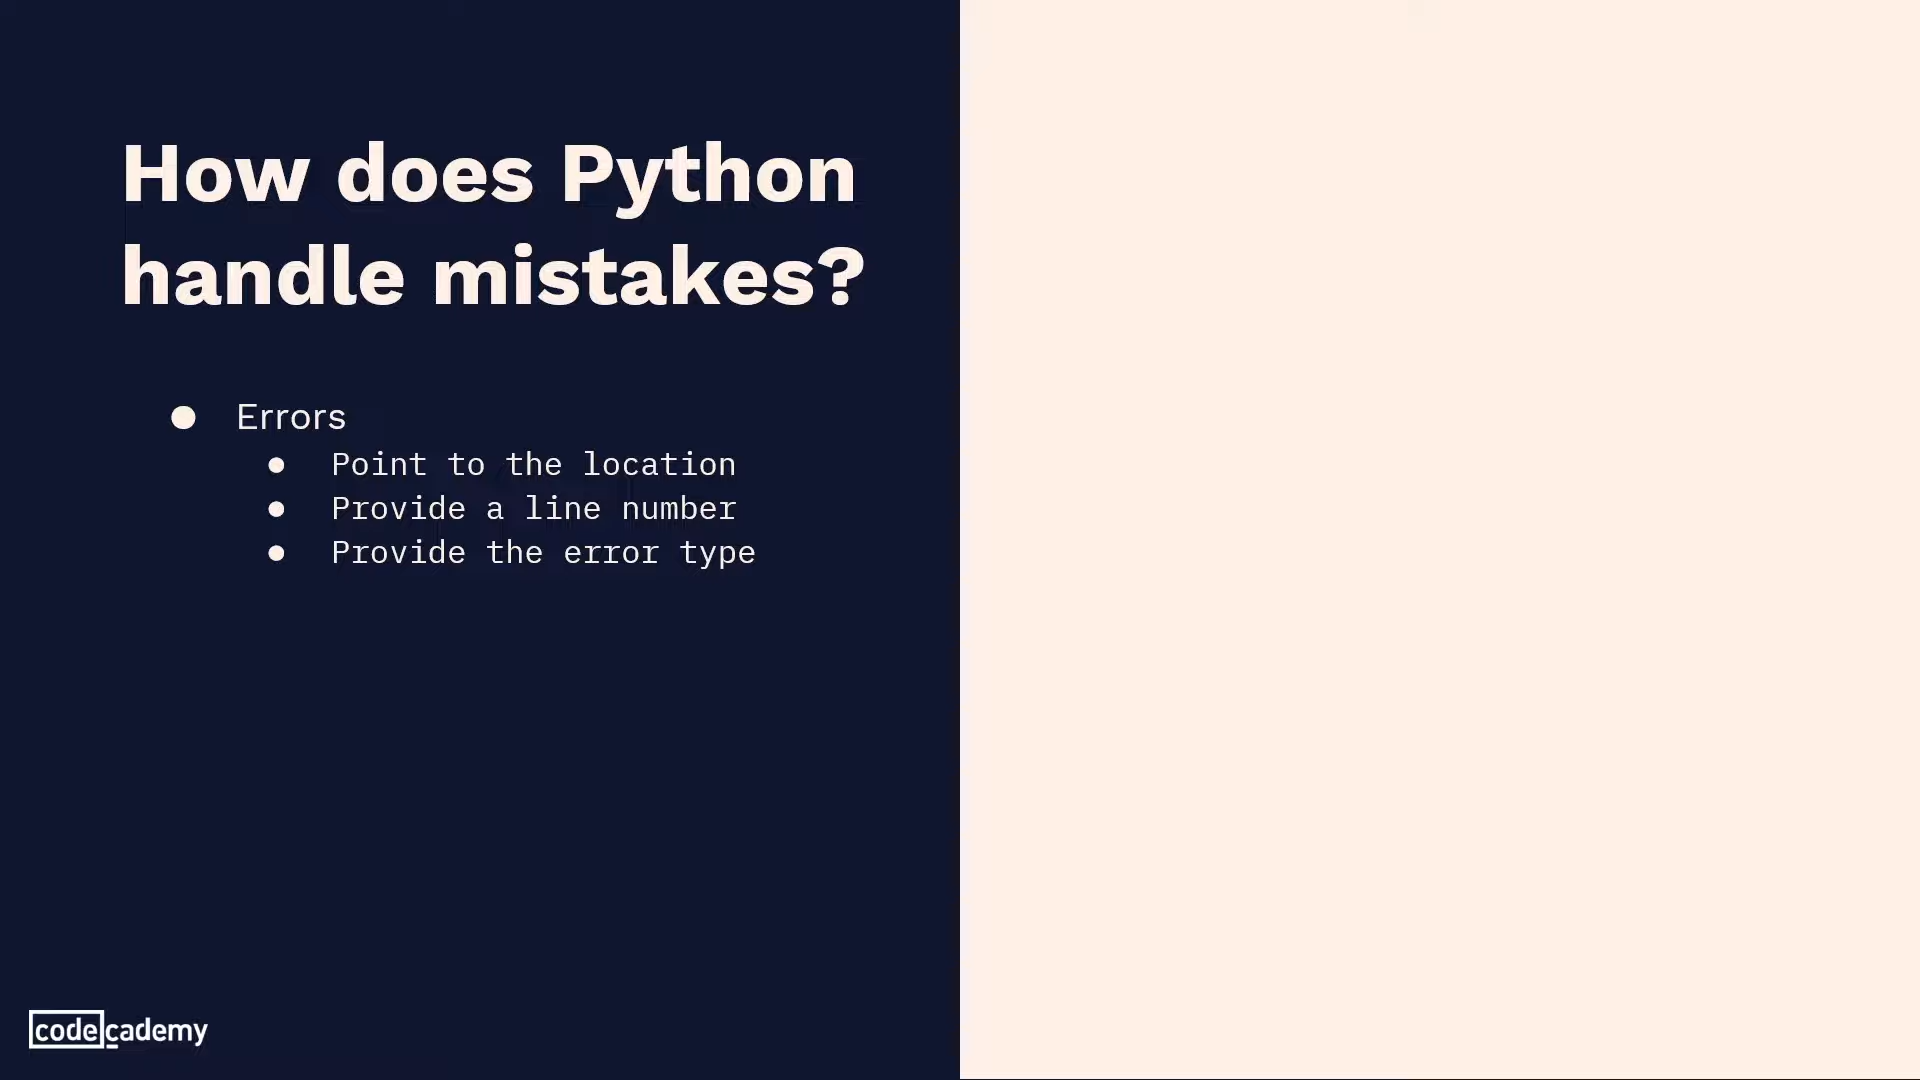 How does Python
handle mistakes?
● Errors
● Point to the location
● Provide a line number
● Provide the error type
codecademy